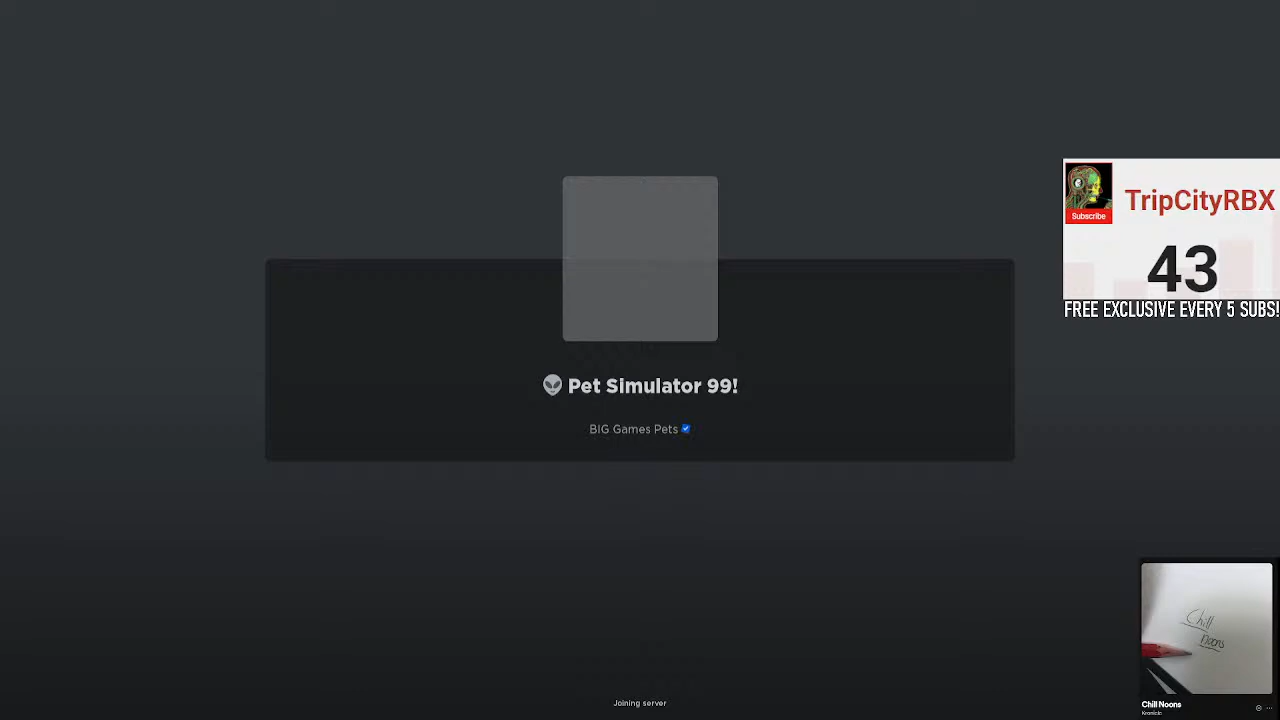 Subscribe
TripCityRBX
43
FREE EXCLUSIVE EVERY 5 SUBS!
👽 Pet Simulator 99!
BIG Games Pets
Chill
Noons
Chill Noons
Kronicle
Joining server